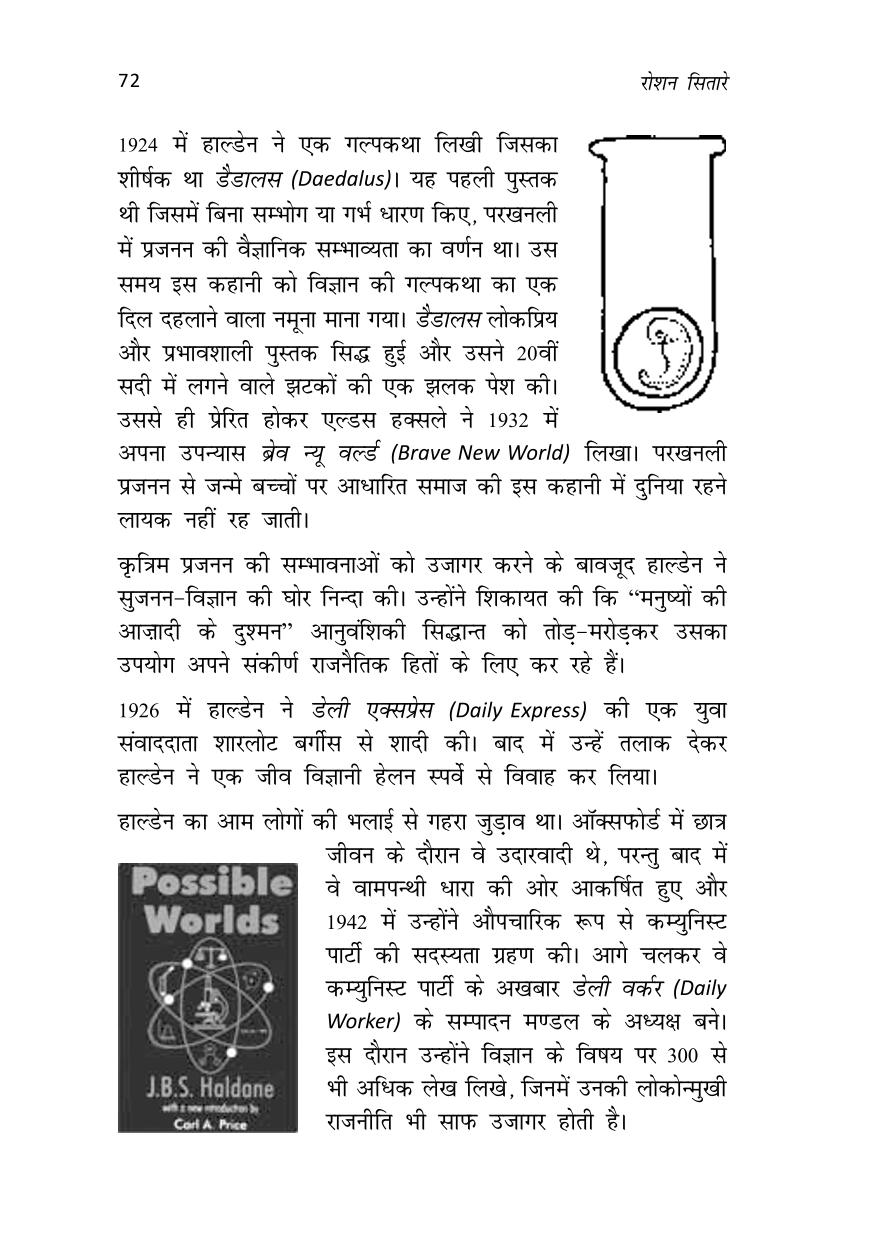 72
रोशन सितारे
1924 में हाल्डेन ने एक गल्पकथा लिखी जिसका
शीर्षक था डैडालस (Daedalus)। यह पहली पुस्तक
थी जिसमें बिना सम्भोग या गर्भ धारण किए, परखनली
में प्रजनन की वैज्ञानिक सम्भाव्यता का वर्णन था। उस
समय इस कहानी को विज्ञान की गल्पकथा का एक
दिल दहलाने वाला नमूना माना गया। डैडालस लोकप्रिय
और प्रभावशाली पुस्तक सिद्ध हुई और उसने 20वीं
सदी में लगने वाले झटकों की एक झलक पेश की।
उससे ही प्रेरित होकर एल्डस हक्सले ने 1932 में
अपना उपन्यास ब्रेव न्यू वर्ल्ड (Brave New World) लिखा। परखनली
प्रजनन से जन्मे बच्चों पर आधारित समाज की इस कहानी में दुनिया रहने
लायक नहीं रह जाती।
कृत्रिम प्रजनन की सम्भावनाओं को उजागर करने के बावजूद हाल्डेन ने
सुजनन-विज्ञान की घोर निन्दा की। उन्होंने शिकायत की कि “मनुष्यों की
आज़ादी के दुश्मन” आनुवंशिकी सिद्धान्त को तोड़-मरोड़कर उसका
उपयोग अपने संकीर्ण राजनैतिक हितों के लिए कर रहे हैं।
1926 में हाल्डेन ने डेली एक्सप्रेस (Daily Express) की एक युवा
संवाददाता शारलोट बर्गीस से शादी की। बाद में उन्हें तलाक देकर
हाल्डेन ने एक जीव विज्ञानी हेलन स्पर्वे से विवाह कर लिया।
हाल्डेन का आम लोगों की भलाई से गहरा जुड़ाव था। ऑक्सफोर्ड में छात्र
जीवन के दौरान वे उदारवादी थे, परन्तु बाद में
वे वामपन्थी धारा की ओर आकर्षित हुए और
1942 में उन्होंने औपचारिक रूप से कम्युनिस्ट
पार्टी की सदस्यता ग्रहण की। आगे चलकर वे
कम्युनिस्ट पार्टी के अखबार डेली वर्कर (Daily
Worker) के सम्पादन मण्डल के अध्यक्ष बने।
इस दौरान उन्होंने विज्ञान के विषय पर 300 से
भी अधिक लेख लिखे, जिनमें उनकी लोकोन्मुखी
राजनीति भी साफ उजागर होती है।
Possible
Worlds
J.B.S. Haldane
with a new introduction by
Carl A. Price